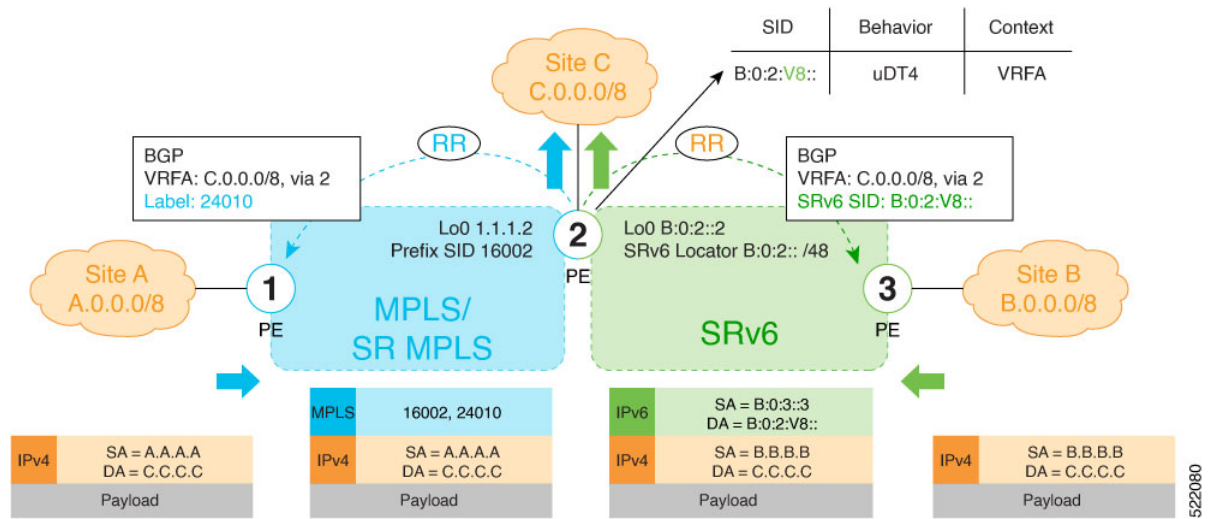 SID Behavior Context
B:0:2:V8:: uDT4 VRFA
Site C
C.0.0.0/8
RR
RR
BGP
VRFA: C.0.0.0/8, via 2
Label: 24010
BGP
VRFA: C.0.0.0/8, via 2
SRv6 SID: B:0:2:V8::
Lo0 1.1.1.2
Prefix SID 16002
2
PE
Lo0 B:0:2::2
SRv6 Locator B:0:2:: /48
Site A
A.0.0.0/8
1
PE
MPLS/
SR MPLS
SRv6
3
PE
Site B
B.0.0.0/8
IPv4
SA = A.A.A.A
DA = C.C.C.C
Payload
MPLS
16002, 24010
IPv4
SA = A.A.A.A
DA = C.C.C.C
Payload
IPv6
SA = B:0:3::3
DA = B:0:2:V8::
IPv4
SA = B.B.B.B
DA = C.C.C.C
Payload
IPv4
SA = B.B.B.B
DA = C.C.C.C
Payload
522080